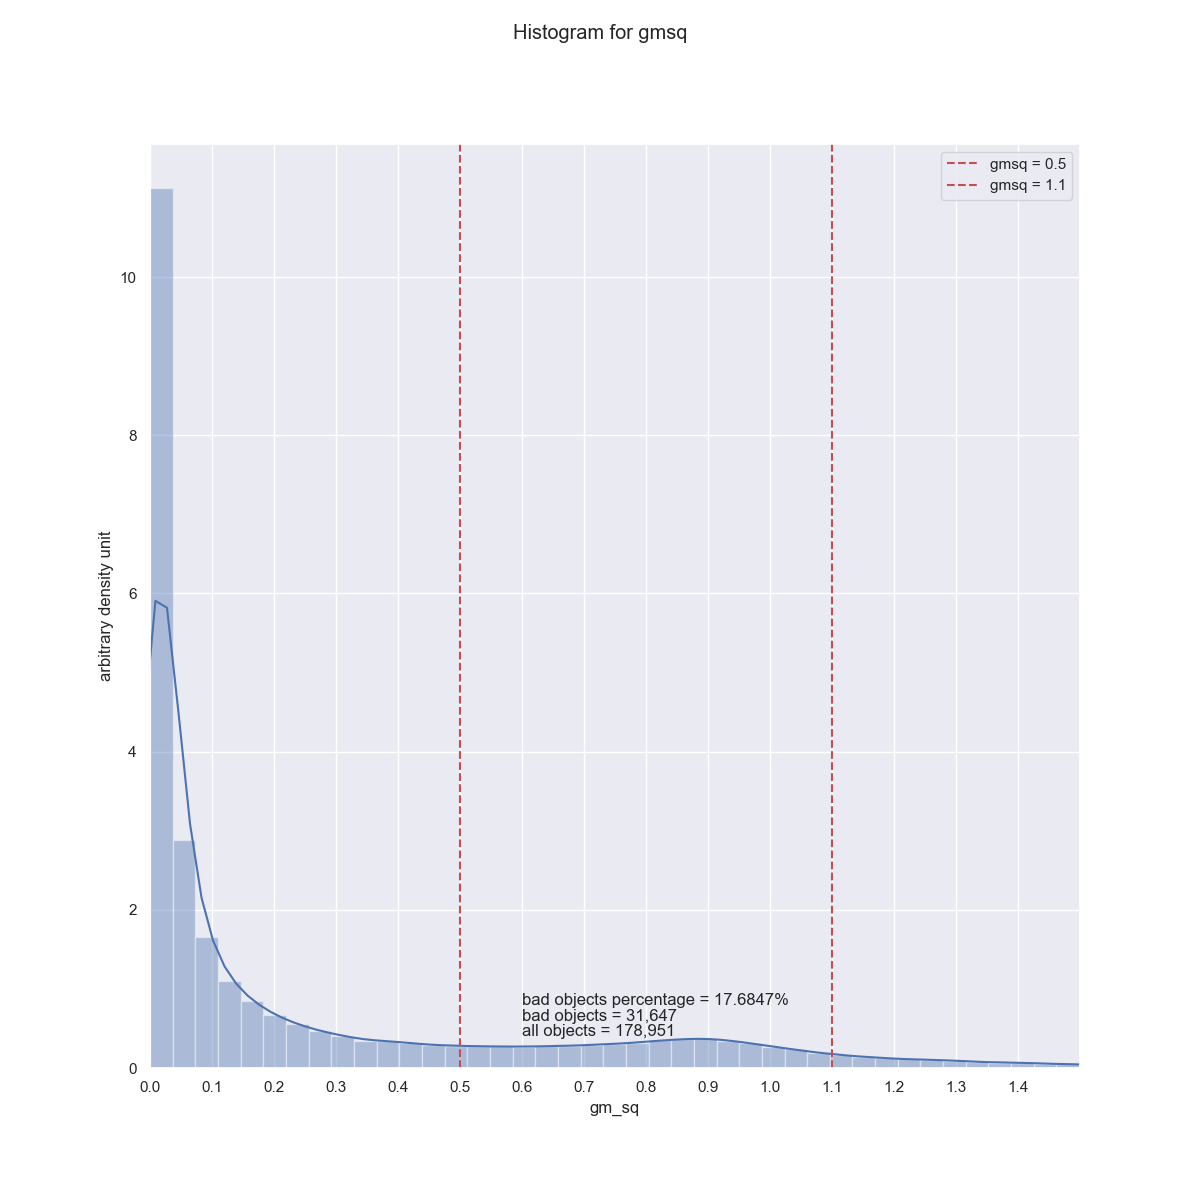 Histogram for gmsq
gmsq = 0.5
gmsq = 1.1
10
8
6
4
2
0
arbitrary density unit
bad objects percentage = 17.6847%
bad objects = 31,647
all objects = 178,951
0.0 0.1 0.2 0.3 0.4 0.5 0.6 0.7 0.8 0.9 1.0 1.1 1.2 1.3 1.4
gm_sq